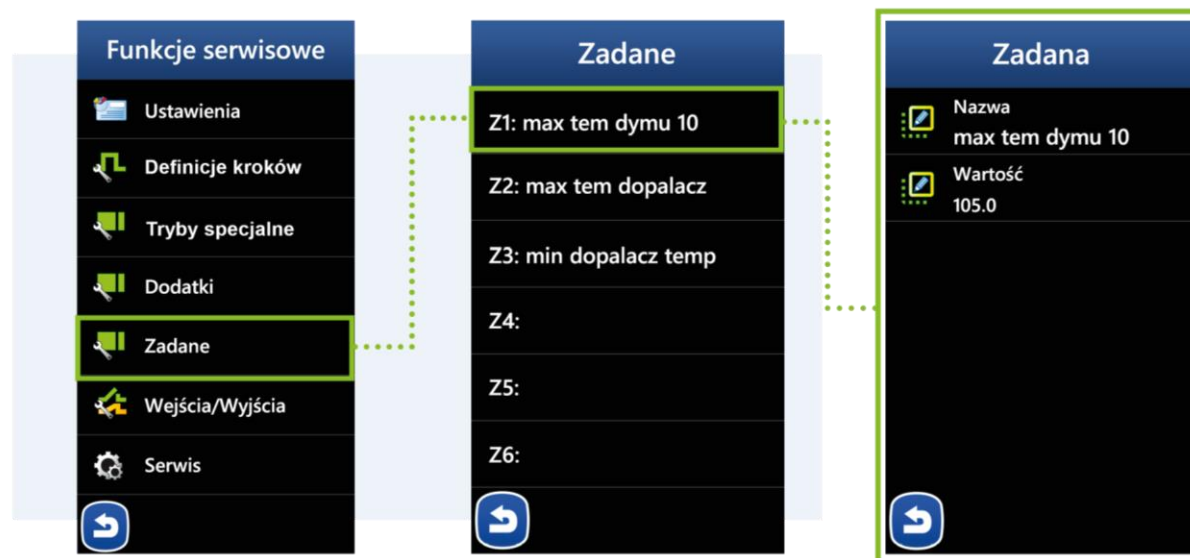 Funkcje serwisowe
Ustawienia
Definicje kroków
Tryby specjalne
Dodatki
Zadane
Wejścia/Wyjścia
Serwis
Zadane
Z1: max tem dymu 10
Z2: max tem dopalacz
Z3: min dopalacz temp
Z4:
Z5:
Z6:
Zadana
Nazwa
max tem dymu 10
Wartość
105.0